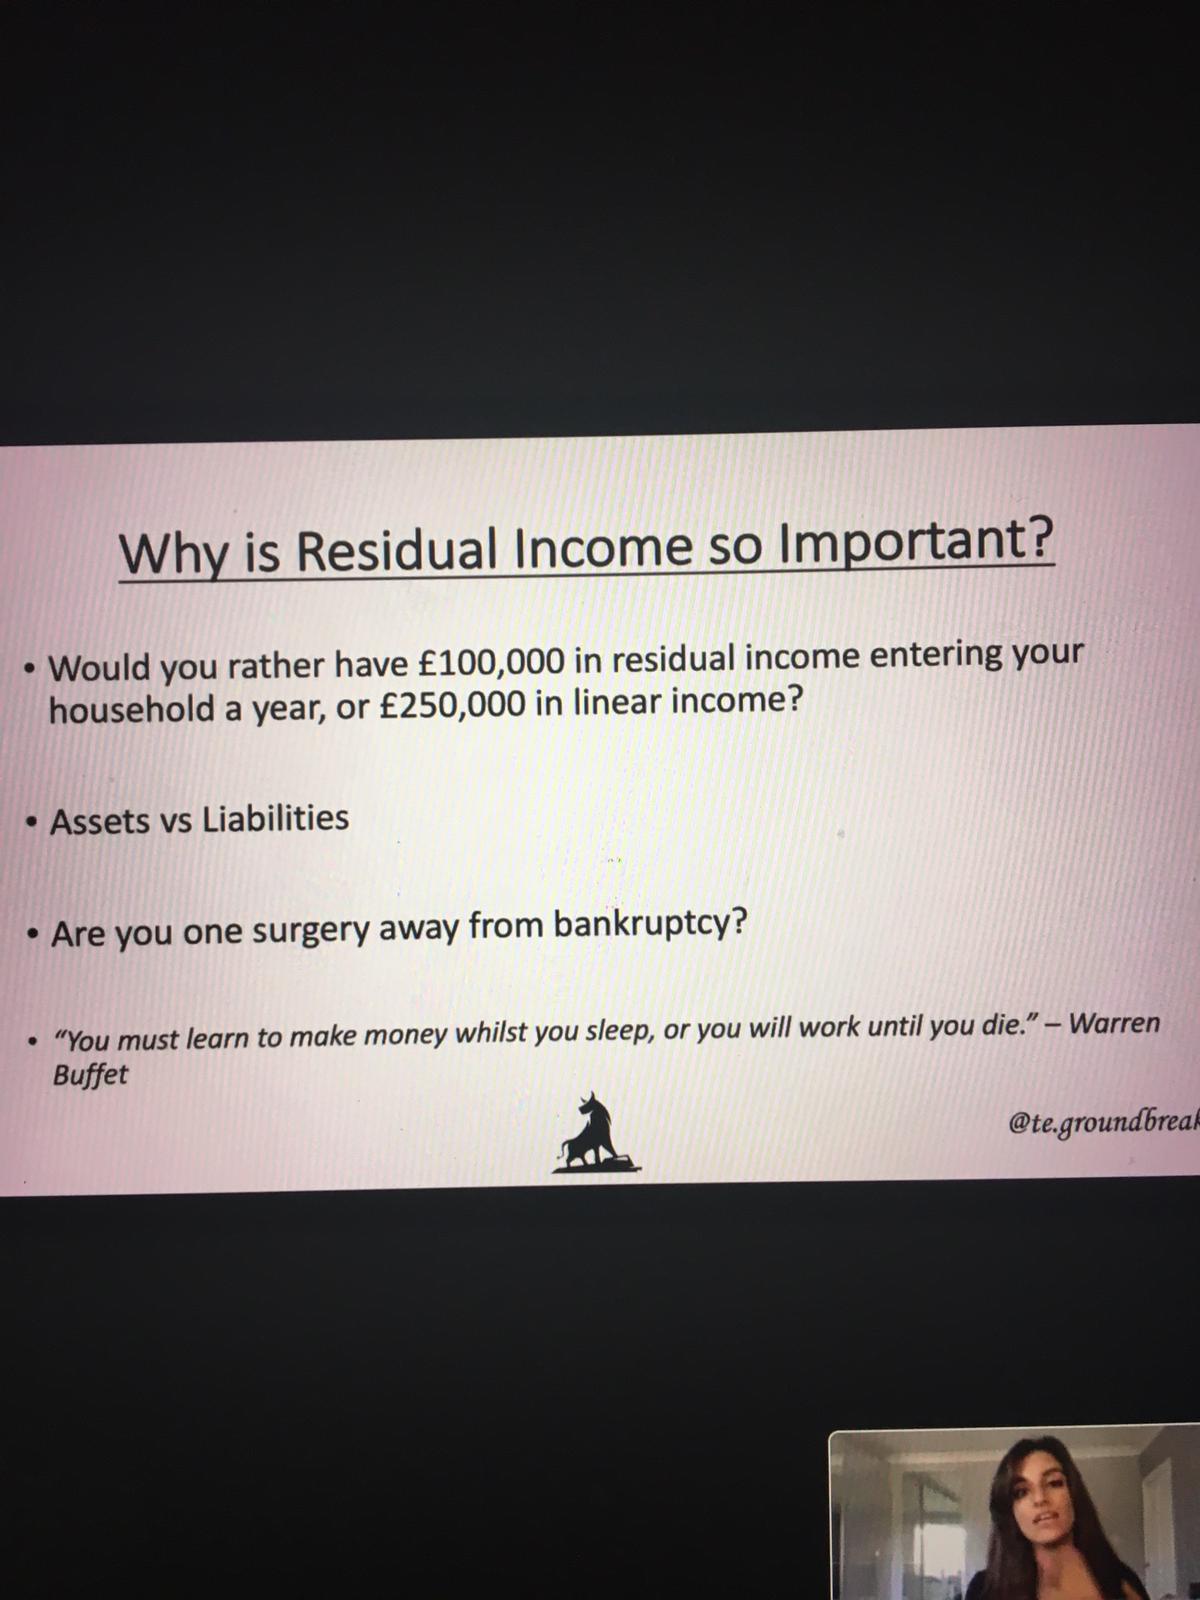 Why is Residual Income so Important?
• Would you rather have £100,000 in residual income entering your
household a year, or £250,000 in linear income?
• Assets vs Liabilities
• Are you one surgery away from bankruptcy?
• “You must learn to make money whilst you sleep, or you will work until you die.” – Warren
Buffet
@te.groundbreak